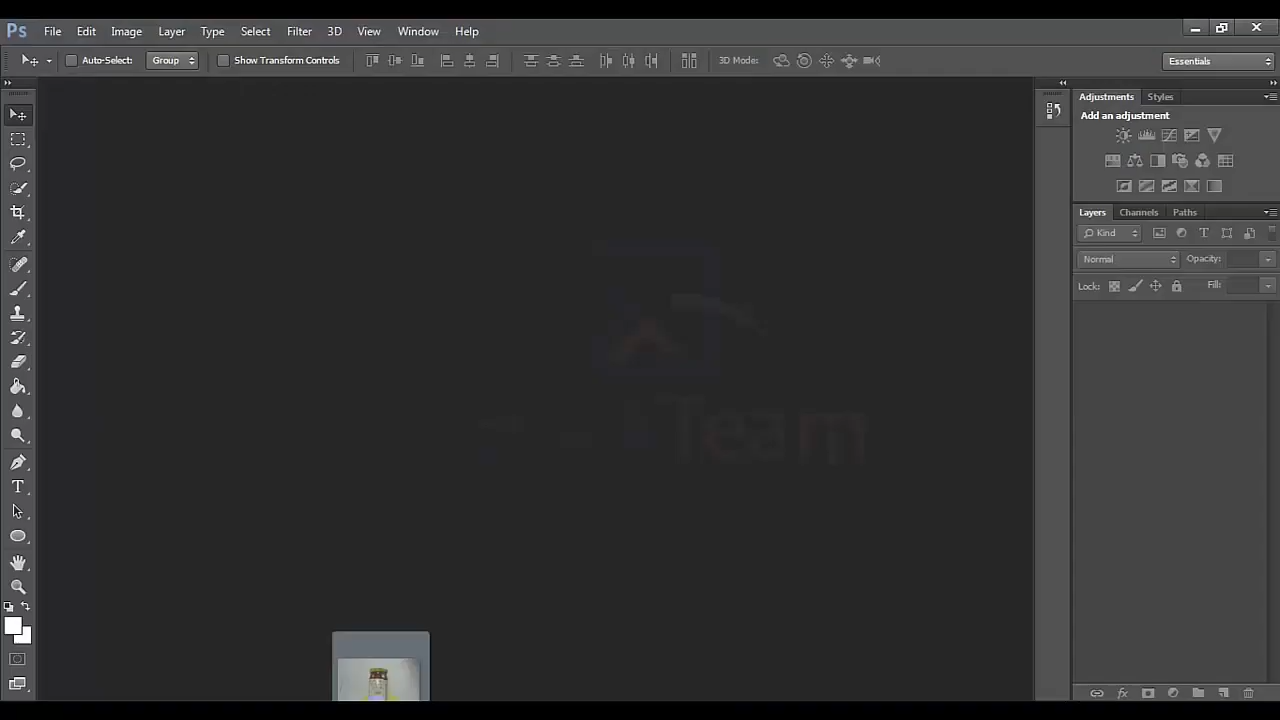 Ps File Edit Image Layer Type Select Filter 3D View Window Help
Auto-Select: Group Show Transform Controls 3D Mode: Essentials
Adjustments Styles
Add an adjustment
Layers Channels Paths
Kind
Normal Opacity:
Lock: Fill:
Team